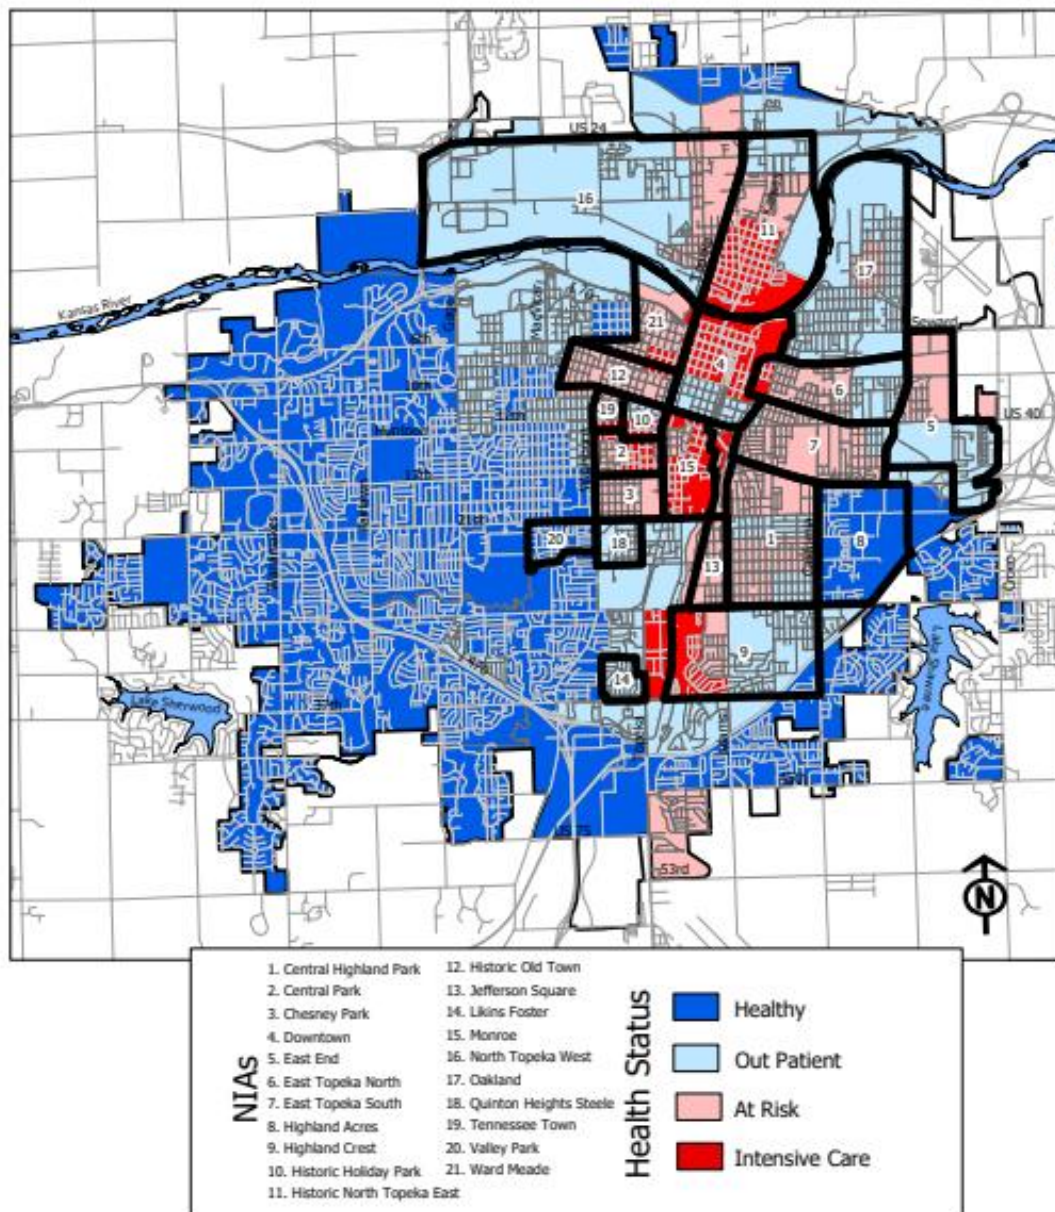 US 24
16
11
17
Kansas River
21
Seward
4
12
6
19
10
US 40
5
7
2
15
3
21st
20
18
8
1
13
9
14
Lake Sherwood
37th
53rd
N
NIAs
1. Central Highland Park
2. Central Park
3. Chesney Park
4. Downtown
5. East End
6. East Topeka North
7. East Topeka South
8. Highland Acres
9. Highland Crest
10. Historic Holiday Park
11. Historic North Topeka East
12. Historic Old Town
13. Jefferson Square
14. Likins Foster
15. Monroe
16. North Topeka West
17. Oakland
18. Quinton Heights Steele
19. Tennessee Town
20. Valley Park
21. Ward Meade
Health Status
Healthy
Out Patient
At Risk
Intensive Care